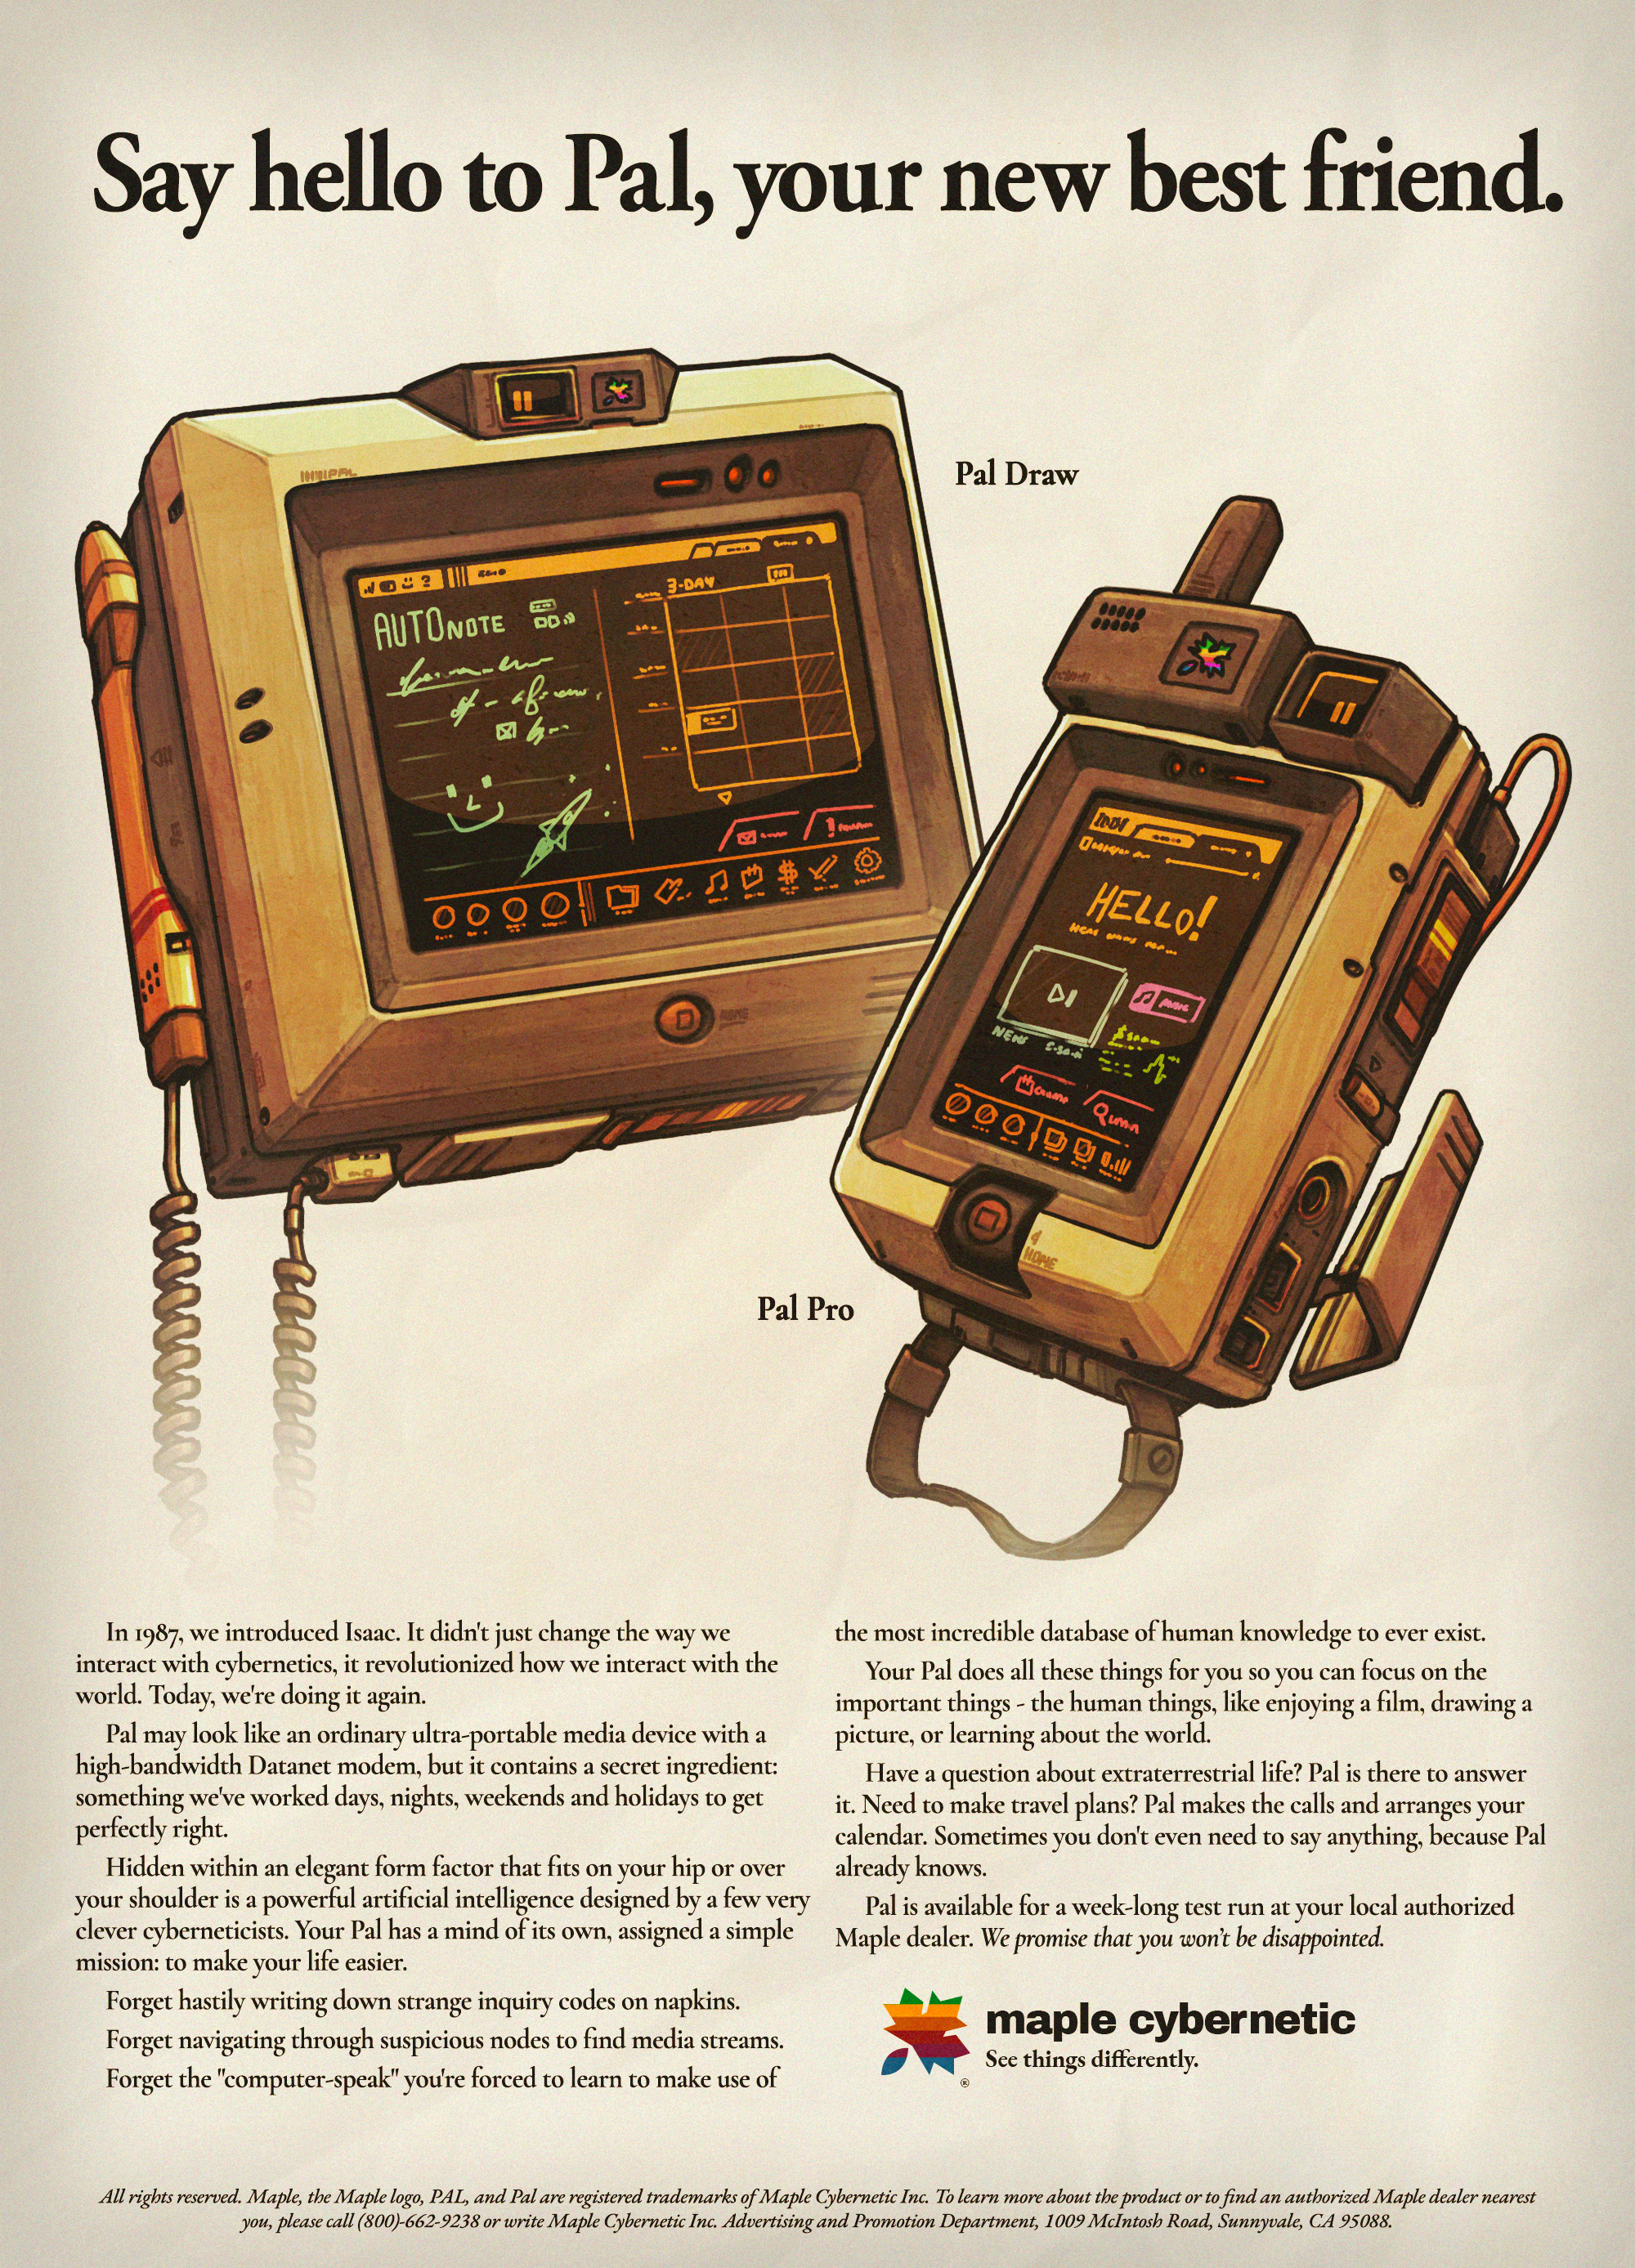 Say hello to Pal, your new best friend.
PAL
Pal Draw
AUTONOTE
3-DAY
HELLO!
NEWS
MUSIC
HOME
HOME
Pal Pro
In 1987, we introduced Isaac. It didn't just change the way we
interact with cybernetics, it revolutionized how we interact with the
world. Today, we're doing it again.
Pal may look like an ordinary ultra-portable media device with a
high-bandwidth Datanet modem, but it contains a secret ingredient:
something we've worked days, nights, weekends and holidays to get
perfectly right.
Hidden within an elegant form factor that fits on your hip or over
your shoulder is a powerful artificial intelligence designed by a few very
clever cyberneticists. Your Pal has a mind of its own, assigned a simple
mission: to make your life easier.
Forget hastily writing down strange inquiry codes on napkins.
Forget navigating through suspicious nodes to find media streams.
Forget the "computer-speak" you're forced to learn to make use of
the most incredible database of human knowledge to ever exist.
Your Pal does all these things for you so you can focus on the
important things - the human things, like enjoying a film, drawing a
picture, or learning about the world.
Have a question about extraterrestrial life? Pal is there to answer
it. Need to make travel plans? Pal makes the calls and arranges your
calendar. Sometimes you don't even need to say anything, because Pal
already knows.
Pal is available for a week-long test run at your local authorized
Maple dealer. We promise that you won't be disappointed.
maple cybernetic
See things differently.
®
All rights reserved. Maple, the Maple logo, PAL, and Pal are registered trademarks of Maple Cybernetic Inc. To learn more about the product or to find an authorized Maple dealer nearest
you, please call (800)-662-9238 or write Maple Cybernetic Inc. Advertising and Promotion Department, 1009 McIntosh Road, Sunnyvale, CA 95088.